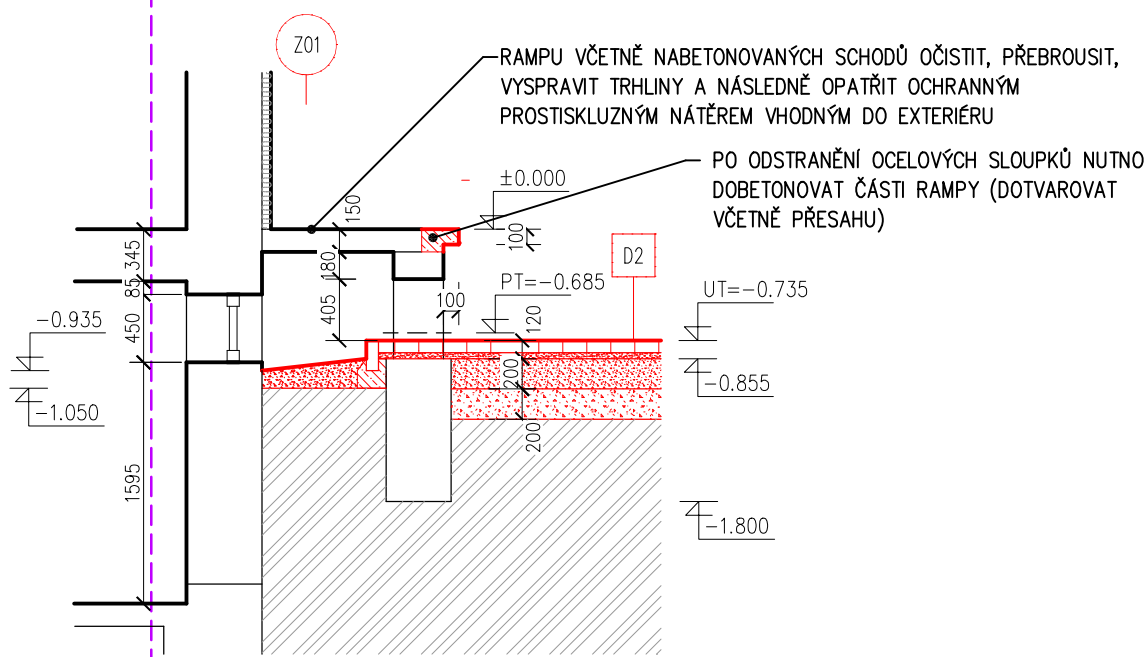 Z01
RAMPU VČETNĚ NABETONOVANÝCH SCHODŮ OČISTIT, PŘEBROUSIT,
VYSPRAVIT TRHLINY A NÁSLEDNĚ OPATŘIT OCHRANNÝM
PROSTISKLUZNÝM NÁTĚREM VHODNÝM DO EXTERIÉRU
PO ODSTRANĚNÍ OCELOVÝCH SLOUPKŮ NUTNO
DOBETONOVAT ČÁSTI RAMPY (DOTVAROVAT
VČETNĚ PŘESAHU)
±0.000
150
100
345
180
D2
85
PT=-0.685
UT=-0.735
100
405
120
450
-0.935
200
-0.855
-1.050
200
1595
-1.800